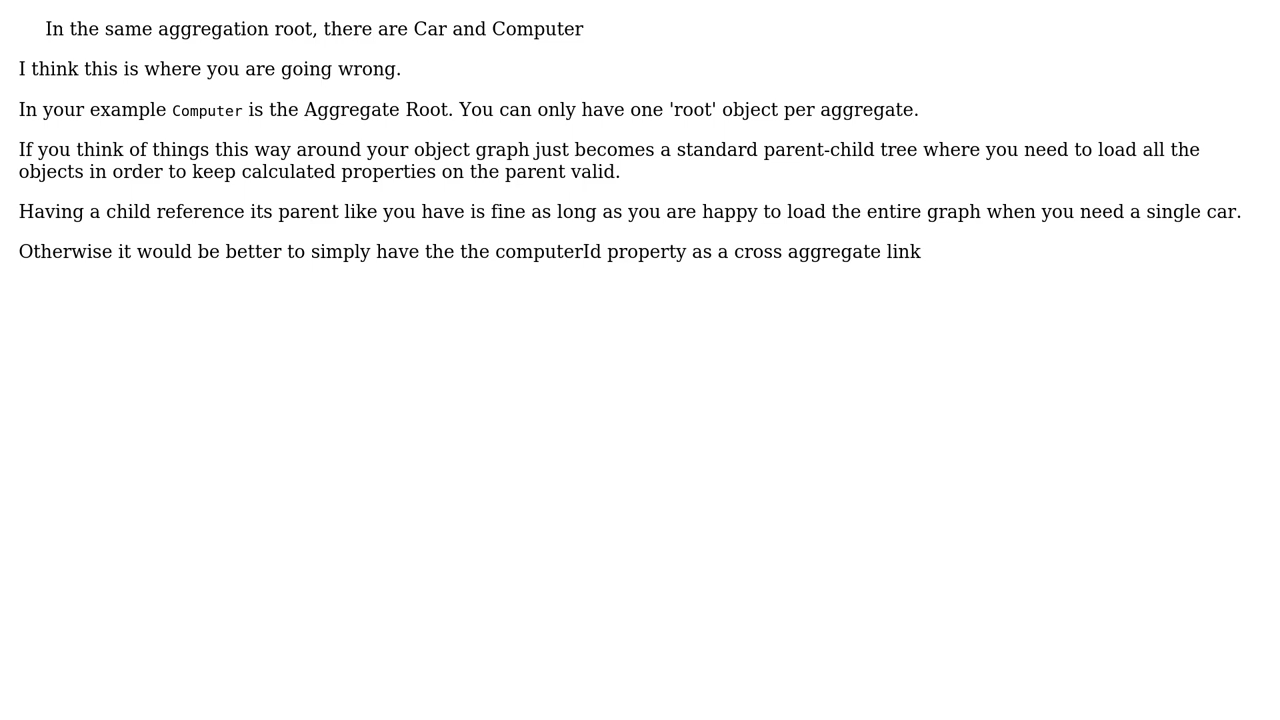 In the same aggregation root, there are Car and Computer
I think this is where you are going wrong.
In your example Computer is the Aggregate Root. You can only have one 'root' object per aggregate.
If you think of things this way around your object graph just becomes a standard parent-child tree where you need to load all the
objects in order to keep calculated properties on the parent valid.
Having a child reference its parent like you have is fine as long as you are happy to load the entire graph when you need a single car.
Otherwise it would be better to simply have the the computerId property as a cross aggregate link